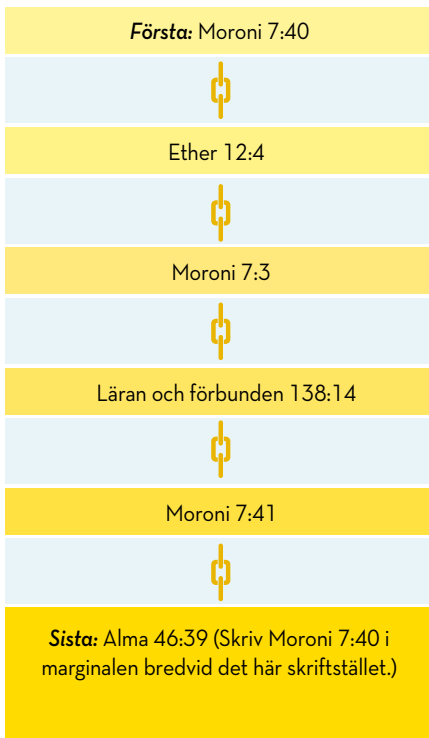 Första: Moroni 7:40
Ether 12:4
Moroni 7:3
Läran och förbunden 138:14
Moroni 7:41
Sista: Alma 46:39 (Skriv Moroni 7:40 i
marginalen bredvid det här skriftstället.)